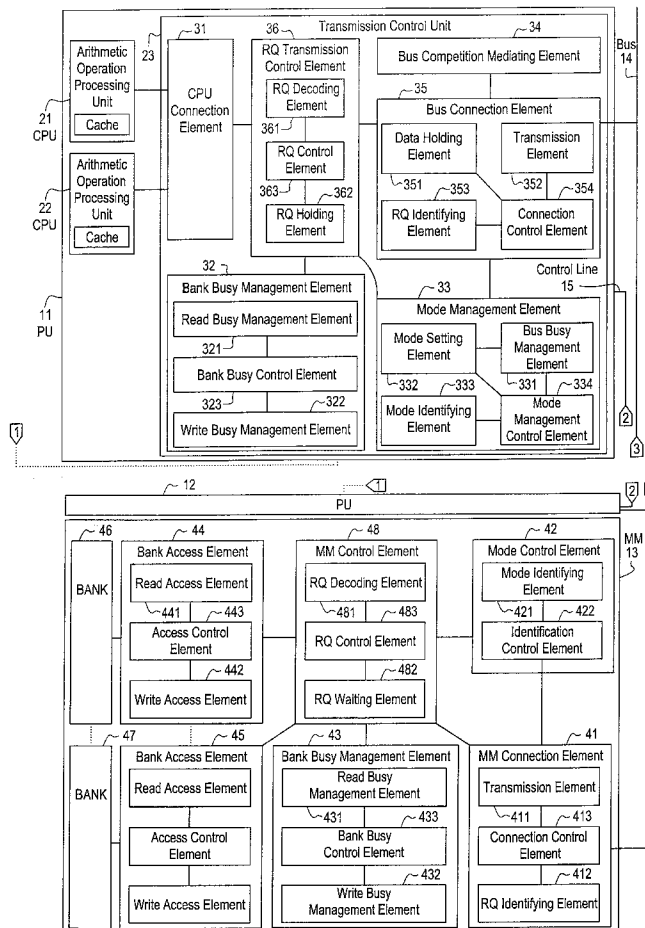 Transmission Control Unit
23
31
36
34
Arithmetic
Operation
Processing
Unit
Cache
21
CPU
Arithmetic
Operation
Processing
Unit
Cache
22
CPU
11
PU
CPU
Connection
Element
RQ Transmission
Control Element
RQ Decoding
Element
361
RQ Control
Element
363
362
RQ Holding
Element
Bus Competition Mediating Element
Bus
14
35
Bus Connection Element
Data Holding
Element
Transmission
Element
351
353
352
354
RQ Identifying
Element
Connection
Control Element
32
Bank Busy Management Element
Read Busy Management Element
321
Bank Busy Control Element
323
322
Write Busy Management Element
Control Line
15
33
Mode Management Element
Mode Setting
Element
Bus Busy
Management
Element
332
333
331
334
Mode Identifying
Element
Mode
Management
Control Element
1
2
3
12
1
PU
2
46
44
48
42
MM
13
BANK
Bank Access Element
Read Access Element
441
443
Access Control
Element
442
Write Access Element
MM Control Element
RQ Decoding Element
481
483
RQ Control Element
482
RQ Waiting Element
Mode Control Element
Mode Identifying
Element
421
422
Identification
Control Element
47
45
43
41
BANK
Bank Access Element
Read Access Element
Access Control
Element
Write Access Element
Bank Busy Management Element
Read Busy
Management Element
431
433
Bank Busy
Control Element
432
Write Busy
Management Element
MM Connection Element
Transmission Element
411
413
Connection Control
Element
412
RQ Identifying Element